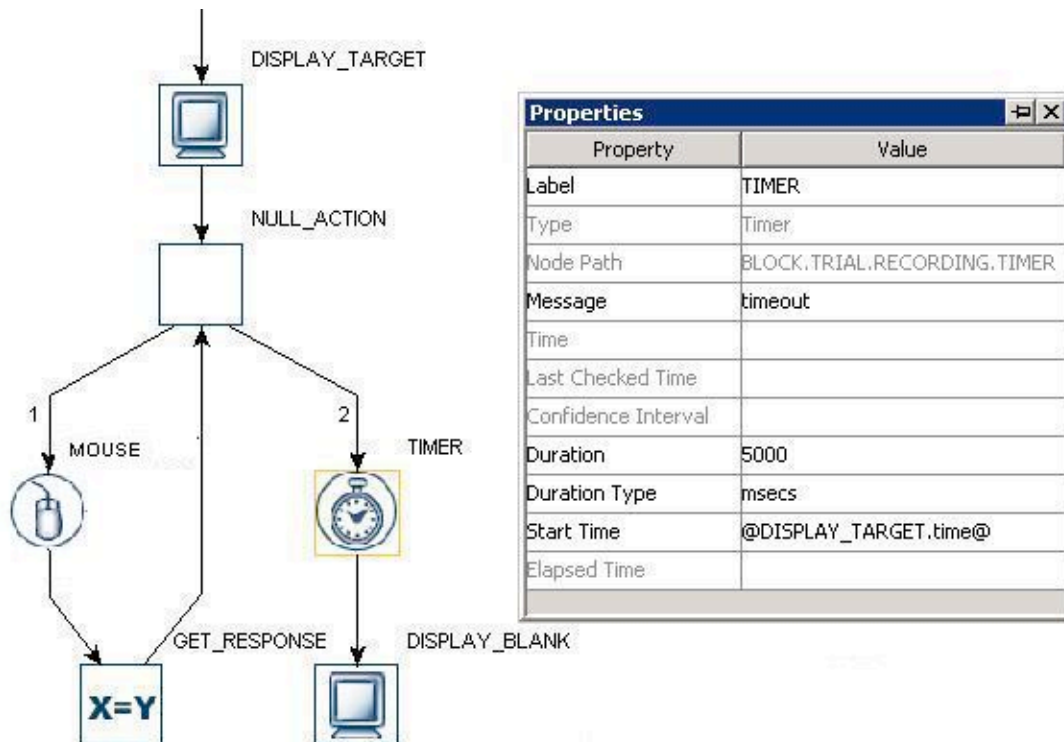 DISPLAY_TARGET
NULL_ACTION
1
2
MOUSE
TIMER
GET_RESPONSE
DISPLAY_BLANK
X=Y
Properties
Property Value
Label TIMER
Type Timer
Node Path BLOCK.TRIAL.RECORDING.TIMER
Message timeout
Time
Last Checked Time
Confidence Interval
Duration 5000
Duration Type msecs
Start Time @DISPLAY_TARGET.time@
Elapsed Time